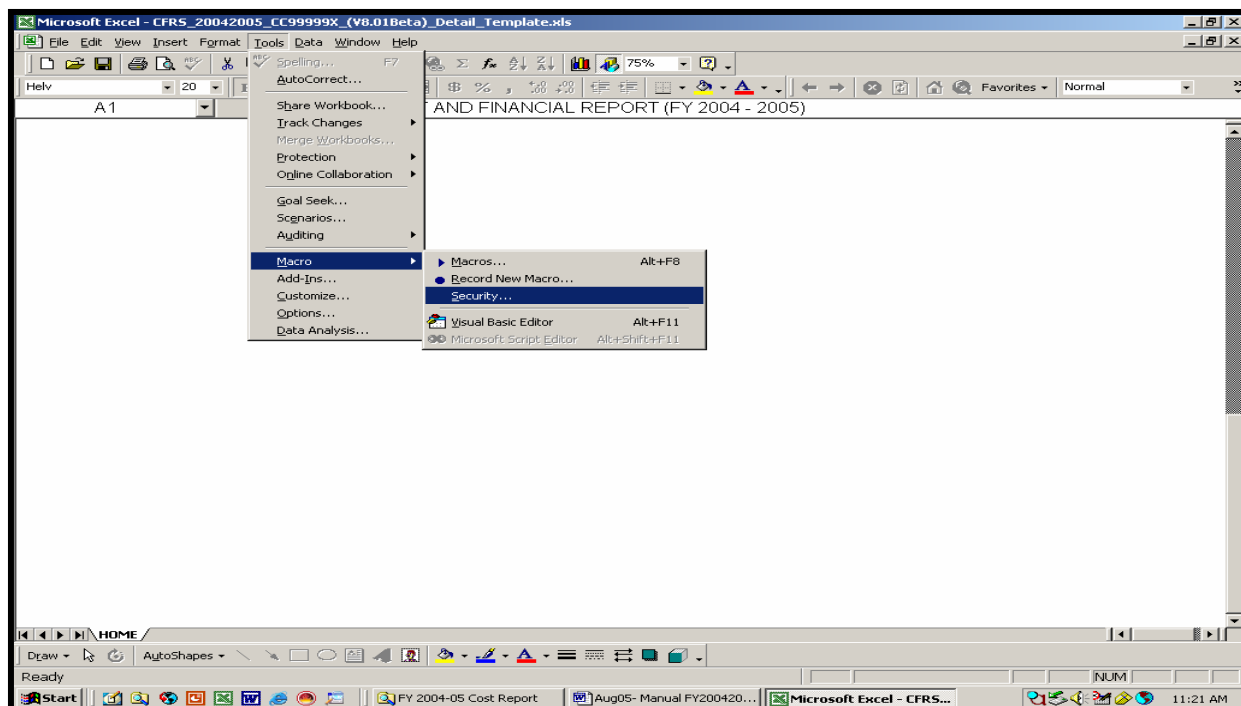 Microsoft Excel - CFRS_20042005_CC99999X_(V8.01Beta)_Detail_Template.xls
File Edit View Insert Format Tools Data Window Help
75%
Helv 20 $ % , Favorites Normal
A1 AND FINANCIAL REPORT (FY 2004 - 2005)
Spelling... F7
AutoCorrect...
Share Workbook...
Track Changes
Merge Workbooks...
Protection
Online Collaboration
Goal Seek...
Scenarios...
Auditing
Macro
Add-Ins...
Customize...
Options...
Data Analysis...
Macros... Alt+F8
Record New Macro...
Security...
Visual Basic Editor Alt+F11
Microsoft Script Editor Alt+Shift+F11
HOME
Draw AutoShapes
Ready NUM
Start FY 2004-05 Cost Report Aug05- Manual FY200420... Microsoft Excel - CFRS... 11:21 AM